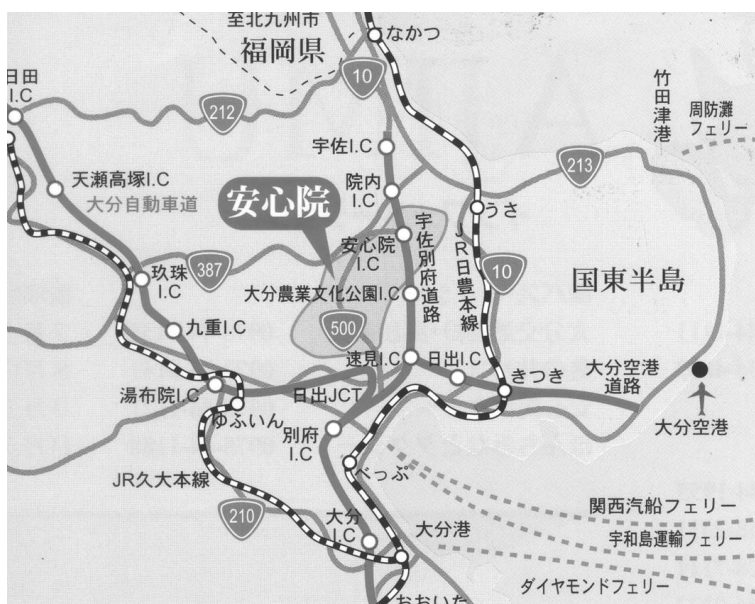 至北九州市
福岡県
なかつ
10
日田
I.C
212
竹田津港
周防灘
フェリー
213
宇佐I.C
天瀬高塚I.C
大分自動車道
院内
I.C
安心院
うさ
安心院
I.C
宇佐別府道路
JR日豊本線
387
玖珠
I.C
10
国東半島
大分農業文化公園I.C
500
九重I.C
速見I.C
日出I.C
きつき
大分空港
道路
湯布院I.C
日出JCT
ゆふいん
大分空港
別府
I.C
べっぷ
JR久大本線
210
大分
I.C
大分港
関西汽船フェリー
宇和島運輸フェリー
ダイヤモンドフェリー
おおいた